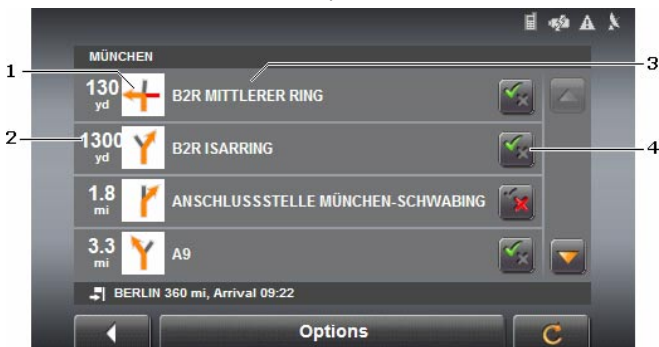 MÜNCHEN
1
130 yd B2R MITTLERER RING
3
2
1300 yd B2R ISARRING
4
1.8 mi ANSCHLUSSSTELLE MÜNCHEN-SCHWABING
3.3 mi A9
BERLIN 360 mi, Arrival 09:22
Options